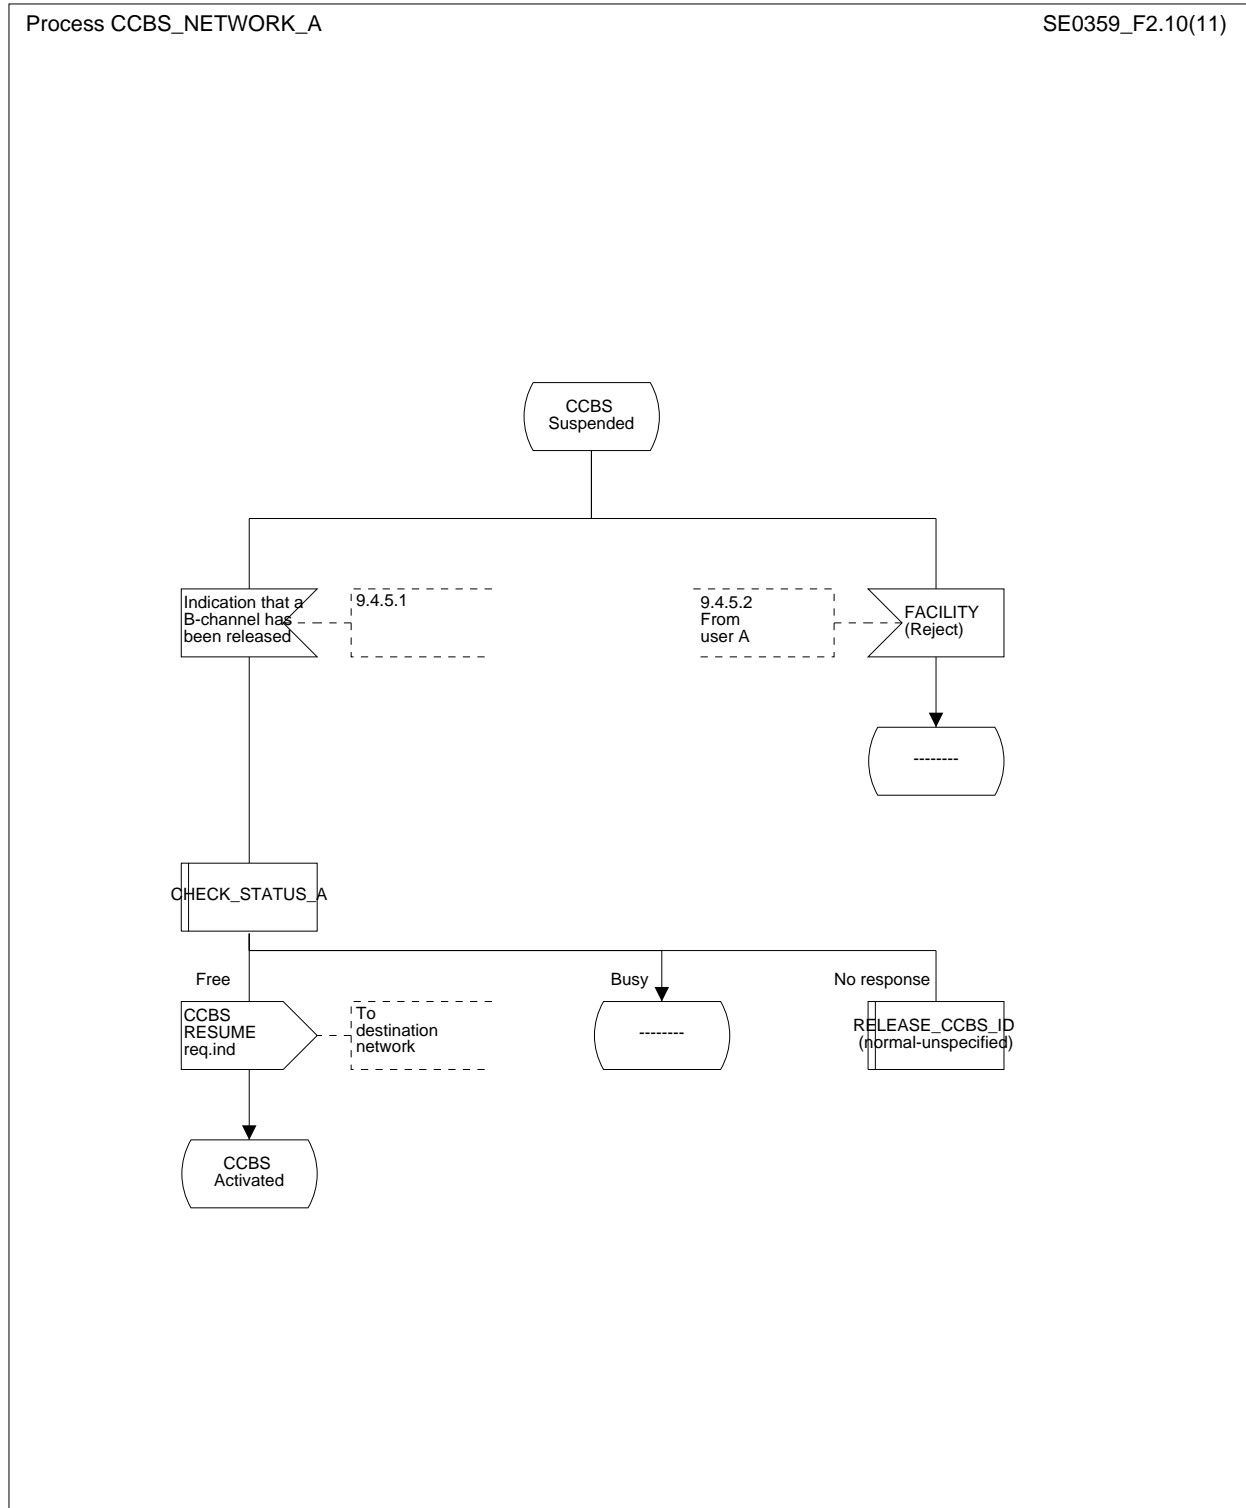 Process CCBS_NETWORK_A
SE0359_F2.10(11)
CCBS
Suspended
Indication that a
B-channel has
been released
9.4.5.1
9.4.5.2
From
user A
FACILITY
(Reject)
--------
CHECK_STATUS_A
Free
Busy
No response
CCBS
RESUME
req.ind
To
destination
network
--------
RELEASE_CCBS_ID
(normal-unspecified)
CCBS
Activated